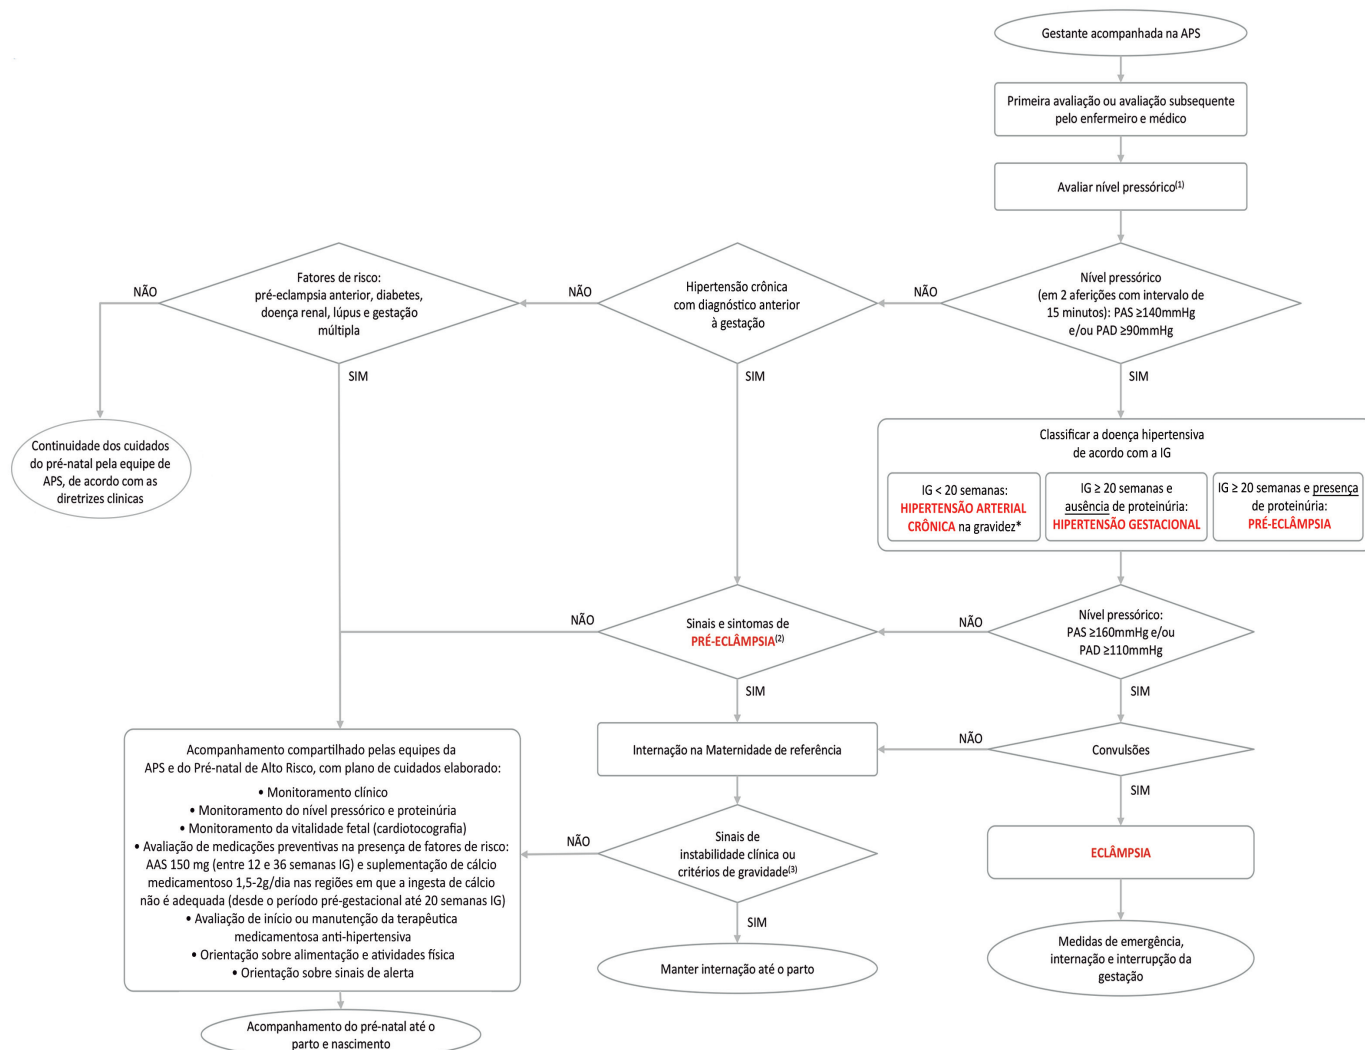 Gestante acompanhada na APS
Primeira avaliação ou avaliação subsequente
pelo enfermeiro e médico
Avaliar nível pressórico(1)
Nível pressórico
(em 2 aferições com intervalo de
15 minutos): PAS ≥140mmHg
e/ou PAD ≥90mmHg
NÃO
SIM
Hipertensão crônica
com diagnóstico anterior
à gestação
NÃO
SIM
Fatores de risco:
pré-eclampsia anterior, diabetes,
doença renal, lúpus e gestação
múltipla
NÃO
SIM
Continuidade dos cuidados
do pré-natal pela equipe de
APS, de acordo com as
diretrizes clinicas
Classificar a doença hipertensiva
de acordo com a IG
IG < 20 semanas:
HIPERTENSÃO ARTERIAL
CRÔNICA na gravidez*
IG ≥ 20 semanas e
ausência de proteinúria:
HIPERTENSÃO GESTACIONAL
IG ≥ 20 semanas e presença
de proteinúria:
PRÉ-ECLÂMPSIA
Nível pressórico:
PAS ≥160mmHg e/ou
PAD ≥110mmHg
NÃO
SIM
Sinais e sintomas de
PRÉ-ECLÂMPSIA(2)
NÃO
SIM
Convulsões
NÃO
SIM
Internação na Maternidade de referência
Sinais de
instabilidade clínica ou
critérios de gravidade(3)
NÃO
SIM
Manter internação até o parto
ECLÂMPSIA
Medidas de emergência,
internação e interrupção da
gestação
Acompanhamento compartilhado pelas equipes da
APS e do Pré-natal de Alto Risco, com plano de cuidados elaborado:
• Monitoramento clínico
• Monitoramento do nível pressórico e proteinúria
• Monitoramento da vitalidade fetal (cardiotocografia)
• Avaliação de medicações preventivas na presença de fatores de risco:
AAS 150 mg (entre 12 e 36 semanas IG) e suplementação de cálcio
medicamentoso 1,5-2g/dia nas regiões em que a ingesta de cálcio
não é adequada (desde o período pré-gestacional até 20 semanas IG)
• Avaliação de início ou manutenção da terapêutica
medicamentosa anti-hipertensiva
• Orientação sobre alimentação e atividades física
• Orientação sobre sinais de alerta
Acompanhamento do pré-natal até o
parto e nascimento